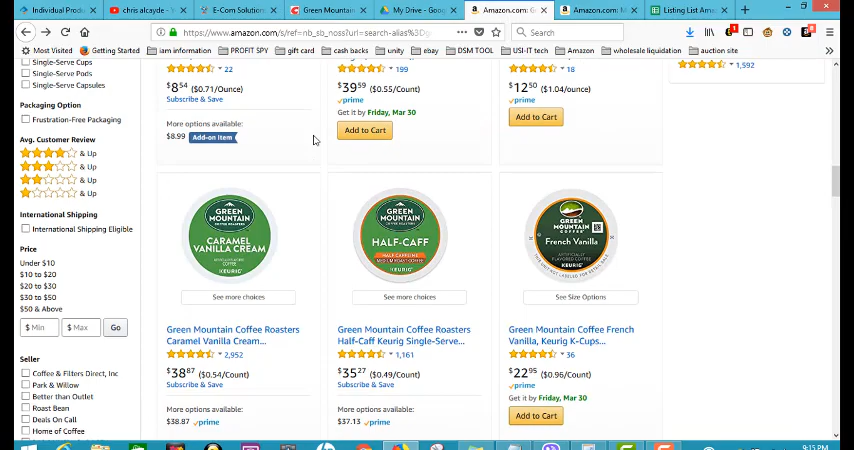 Individual Produc
chris alcayde - W
E-Com Solutions
Green Mountain
My Drive - Goog
Amazon.com: G
Amazon.com: M
Listing List Ama
https://www.amazon.com/s/ref=nb_sb_noss?url=search-alias%3D
Search
Most Visited
Getting Started
iam information
PROFIT SPY
gift card
cash backs
unity
ebay
DSM TOOL
USI-IT tech
Amazon
wholesale liquidation
auction site
Single-Serve Cups
Single-Serve Pods
Single-Serve Capsules
Packaging Option
Frustration-Free Packaging
Avg. Customer Review
& Up
& Up
& Up
& Up
International Shipping
International Shipping Eligible
Price
Under $10
$10 to $20
$20 to $30
$30 to $50
$50 & Above
$ Min
$ Max
Go
Seller
Coffee & Filters Direct, Inc
Park & Willow
Better than Outlet
Roast Bean
Deals On Call
Home of Coffee
22
$8.54 ($0.71/Ounce)
Subscribe & Save
More options available:
$8.99 Add-on Item
199
$39.59 ($0.55/Count)
prime
Get it by Friday, Mar 30
Add to Cart
18
$12.50 ($1.04/ounce)
prime
Add to Cart
1,592
GREEN MOUNTAIN
COFFEE ROASTERS
CARAMEL
VANILLA CREAM
KEURIG
See more choices
Green Mountain Coffee Roasters
Caramel Vanilla Cream...
2,952
$38.87 ($0.54/Count)
Subscribe & Save
More options available:
$38.87 prime
GREEN MOUNTAIN
COFFEE ROASTERS
HALF-CAFF
KEURIG
See more choices
Green Mountain Coffee Roasters
Half-Caff Keurig Single-Serve...
1,161
$35.27 ($0.49/Count)
Subscribe & Save
More options available:
$37.13 prime
GREEN MOUNTAIN
COFFEE
French Vanilla
KEURIG
See Size Options
Green Mountain Coffee French
Vanilla, Keurig K-Cups...
36
$22.95 ($0.96/Count)
prime
Get it by Friday, Mar 30
Add to Cart
9:15 PM